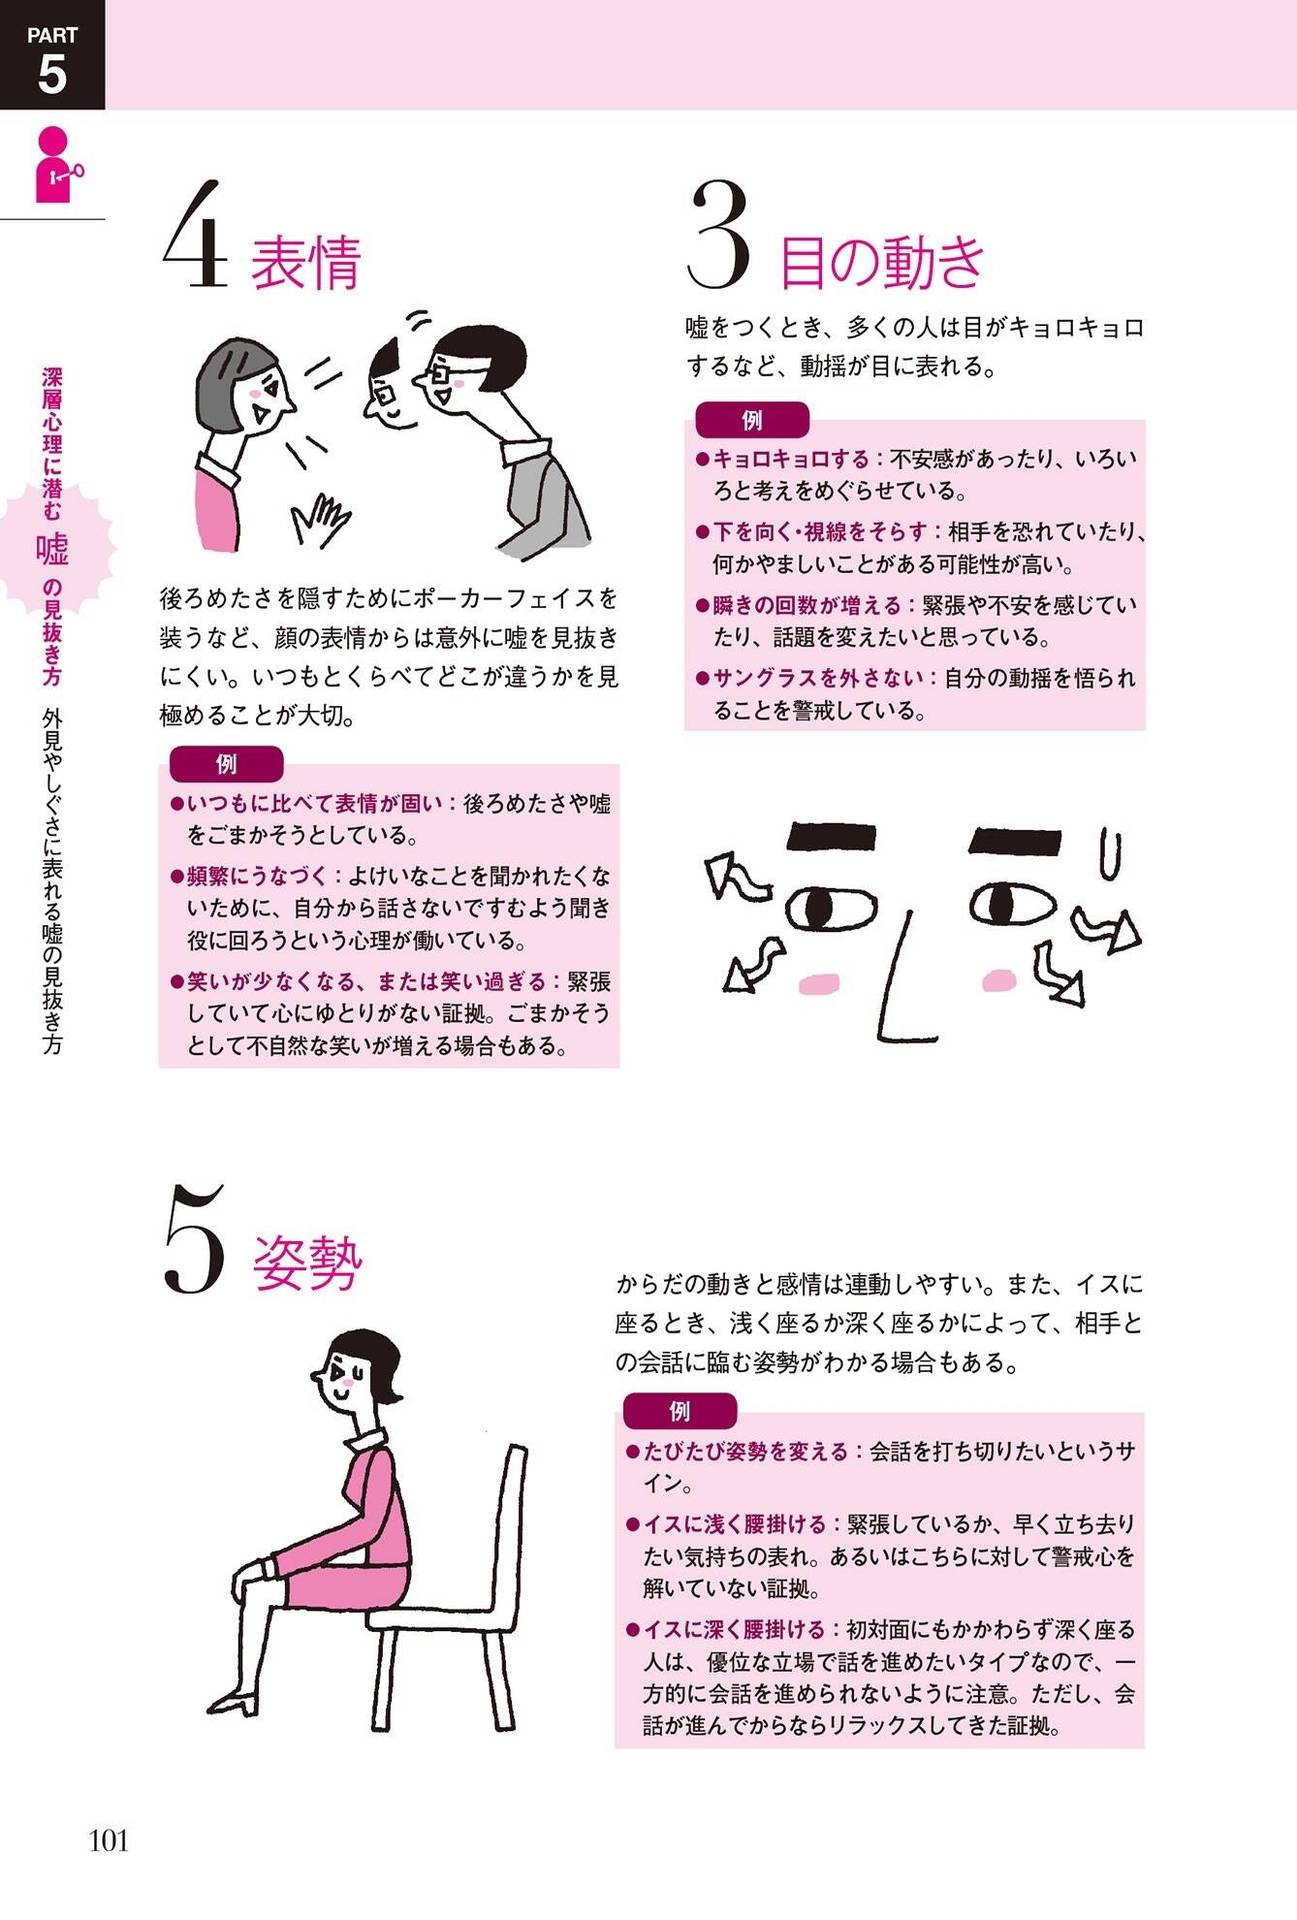 PART
5
深層心理に潜む 嘘 の見抜き方 外見やしぐさに表れる嘘の見抜き方
3 目の動き
嘘をつくとき、多くの人は目がキョロキョロ
するなど、動揺が目に表れる。
例
●キョロキョロする：不安感があったり、いろい
ろと考えをめぐらせている。
●下を向く・視線をそらす：相手を恐れていたり、
何かやましいことがある可能性が高い。
●瞬きの回数が増える：緊張や不安を感じてい
たり、話題を変えたいと思っている。
●サングラスを外さない：自分の動揺を悟られ
ることを警戒している。
4 表情
後ろめたさを隠すためにポーカーフェイスを
装うなど、顔の表情からは意外に嘘を見抜き
にくい。いつもとくらべてどこが違うかを見
極めることが大切。
例
●いつもに比べて表情が固い：後ろめたさや嘘
をごまかそうとしている。
●頻繁にうなづく：よけいなことを聞かれたくな
いために、自分から話さないですむよう聞き
役に回ろうという心理が働いている。
●笑いが少なくなる、または笑い過ぎる：緊張
していて心にゆとりがない証拠。ごまかそう
として不自然な笑いが増える場合もある。
5 姿勢
からだの動きと感情は連動しやすい。また、イスに
座るとき、浅く座るか深く座るかによって、相手と
の会話に臨む姿勢がわかる場合もある。
例
●たびたび姿勢を変える：会話を打ち切りたいというサ
イン。
●イスに浅く腰掛ける：緊張しているか、早く立ち去り
たい気持ちの表れ。あるいはこちらに対して警戒心を
解いていない証拠。
●イスに深く腰掛ける：初対面にもかかわらず深く座る
人は、優位な立場で話を進めたいタイプなので、一
方的に会話を進められないように注意。ただし、会
話が進んでからならリラックスしてきた証拠。
101